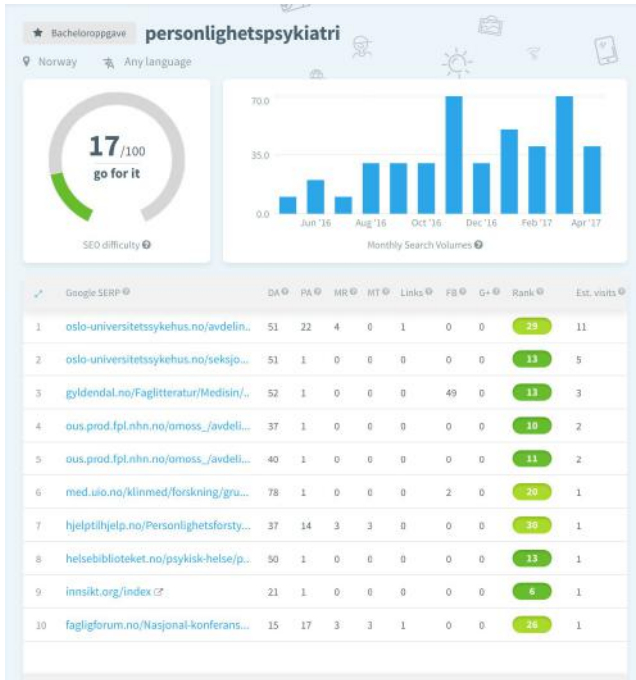 Bacheloroppgave personlighetspsykiatri
Norway Any language
17/100
go for it
SEO difficulty
70.0
35.0
0.0
Jun '16 Aug '16 Oct '16 Dec '16 Feb '17 Apr '17
Monthly Search Volumes
Google SERP DA PA MR MT Links FB G+ Rank Est. visits
1 oslo-universitetssykehus.no/avdelin.. 51 22 4 0 1 0 0 29 11
2 oslo-universitetssykehus.no/seksjo... 51 1 0 0 0 0 0 13 5
3 gyldendal.no/Faglitteratur/Medisin/.. 52 1 0 0 0 49 0 13 3
4 ous.prod.fpl.nhn.no/omoss_/avdeli... 37 1 0 0 0 0 0 10 2
5 ous.prod.fpl.nhn.no/omoss_/avdeli... 40 1 0 0 0 0 0 11 2
6 med.uio.no/klinmed/forskning/gru... 78 1 0 0 0 2 0 20 1
7 hjelptilhjelp.no/Personlighetsforsty... 37 14 3 3 0 0 0 30 1
8 helsebiblioteket.no/psykisk-helse/p... 50 1 0 0 0 0 0 13 1
9 innsikt.org/index 21 1 0 0 0 0 0 6 1
10 fagligforum.no/Nasjonal-konferans... 15 17 3 3 1 0 0 26 1